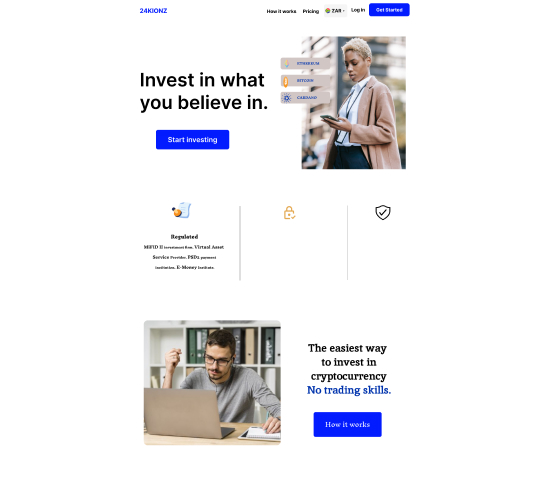 24KIONZ
How it works
Pricing
ZAR
Log in
Get Started
ETHEREUM
BITCOIN
CARDANO
Invest in what
you believe in.
Start investing
Regulated
MiFID II investment firm, Virtual Asset
Service Provider, PSD2 payment
institution, E-Money Institute
The easiest way
to invest in
cryptocurrency
No trading skills.
How it works